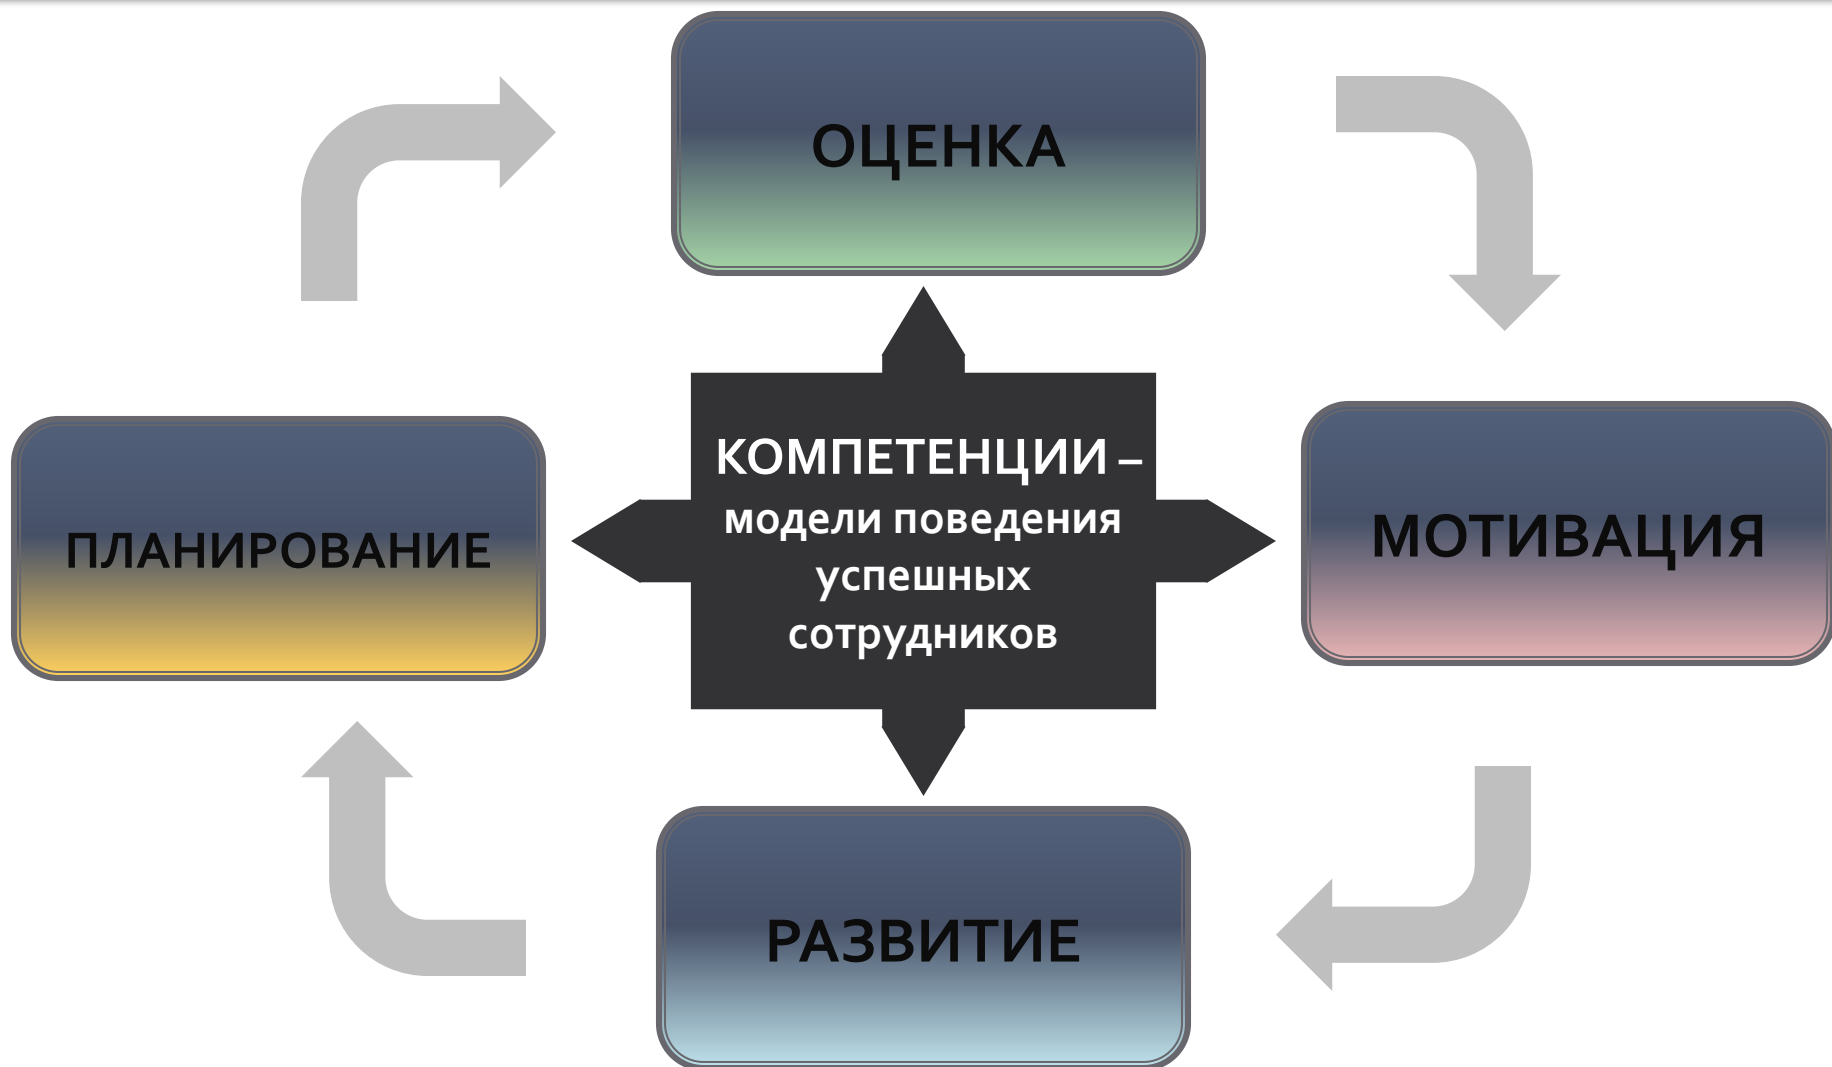 ОЦЕНКА
КОМПЕТЕНЦИИ –
модели поведения
успешных
сотрудников
ПЛАНИРОВАНИЕ
МОТИВАЦИЯ
РАЗВИТИЕ